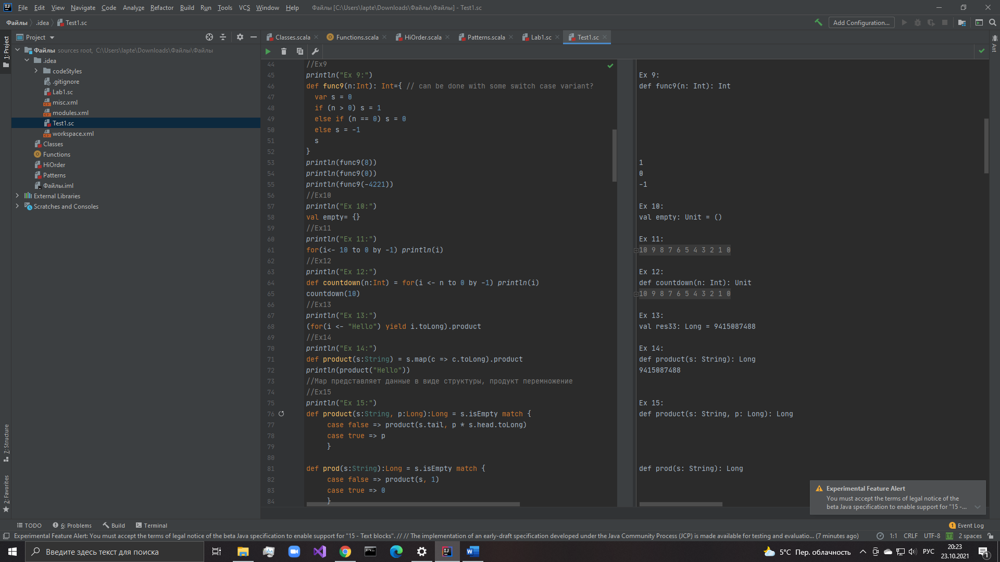 File Edit View Navigate Code Analyze Refactor Build Run Tools VCS Window Help Файлы [C:\Users\lapte\Downloads\Файлы\Файлы] - Test1.sc
Файлы .idea Test1.sc
Add Configuration...
Project
Classes.scala Functions.scala HiOrder.scala Patterns.scala Lab1.sc Test1.sc
1: Project
7: Structure
2: Favorites
Ant
Файлы sources root, C:\Users\lapte\Downloads\Файлы\Файлы
.idea
codeStyles
.gitignore
Lab1.sc
misc.xml
modules.xml
Test1.sc
workspace.xml
Classes
Functions
HiOrder
Patterns
Файлы.iml
External Libraries
Scratches and Consoles
44 //Ex9
45 println("Ex 9:")
46 def func9(n:Int): Int={ // can be done with some switch case variant?
47 var s = 0
48 if (n > 0) s = 1
49 else if (n == 0) s = 0
50 else s = -1
51 s
52 }
53 println(func9(8))
54 println(func9(0))
55 println(func9(-4221))
56 //Ex10
57 println("Ex 10:")
58 val empty= {}
59 //Ex11
60 println("Ex 11:")
61 for(i<- 10 to 0 by -1) println(i)
62 //Ex12
63 println("Ex 12:")
64 def countdown(n:Int) = for(i <- n to 0 by -1) println(i)
65 countdown(10)
66 //Ex13
67 println("Ex 13:")
68 (for(i <- "Hello") yield i.toLong).product
69 //Ex14
70 println("Ex 14:")
71 def product(s:String) = s.map(c => c.toLong).product
72 println(product("Hello"))
73 //Map представляет данные в виде структуры, продукт перемножение
74 //Ex15
75 println("Ex 15:")
76 def product(s:String, p:Long):Long = s.isEmpty match {
77 case false => product(s.tail, p * s.head.toLong)
78 case true => p
79 }
80
81 def prod(s:String):Long = s.isEmpty match {
82 case false => product(s, 1)
83 case true => 0
84 }
Ex 9:
def func9(n: Int): Int
1
0
-1
Ex 10:
val empty: Unit = ()
Ex 11:
10 9 8 7 6 5 4 3 2 1 0
Ex 12:
def countdown(n: Int): Unit
10 9 8 7 6 5 4 3 2 1 0
Ex 13:
val res33: Long = 9415087488
Ex 14:
def product(s: String): Long
9415087488
Ex 15:
def product(s: String, p: Long): Long
def prod(s: String): Long
Experimental Feature Alert
You must accept the terms of legal notice of the
beta Java specification to enable support for "15 -...
TODO 6: Problems Build Terminal
1 Event Log
Experimental Feature Alert: You must accept the terms of legal notice of the beta Java specification to enable support for "15 - Text blocks". // // The implementation of an early-draft specification developed under the Java Community Process (JCP) is made available for testing and evaluatio... (7 minutes ago)
1:1 CRLF UTF-8 [T] 2 spaces
Введите здесь текст для поиска
5°C Пер. облачность
РУС
20:23
23.10.2021
1